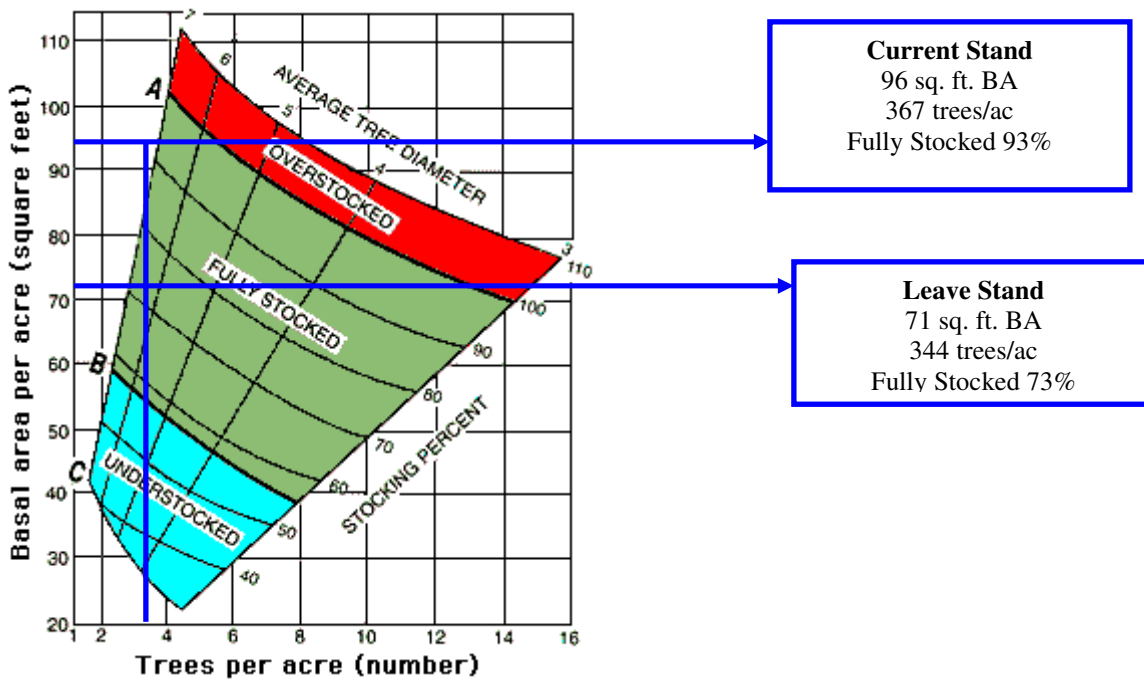 Basal area per acre (square feet)
110
100
90
80
70
60
50
40
30
20
1 2 4 6 8 10 12 14 16
Trees per acre (number)
A
B
C
7
6
5
4
3
AVERAGE TREE DIAMETER
OVERSTOCKED
FULLY STOCKED
UNDERSTOCKED
110
100
90
80
70
60
50
40
STOCKING PERCENT
Current Stand
96 sq. ft. BA
367 trees/ac
Fully Stocked 93%
Leave Stand
71 sq. ft. BA
344 trees/ac
Fully Stocked 73%